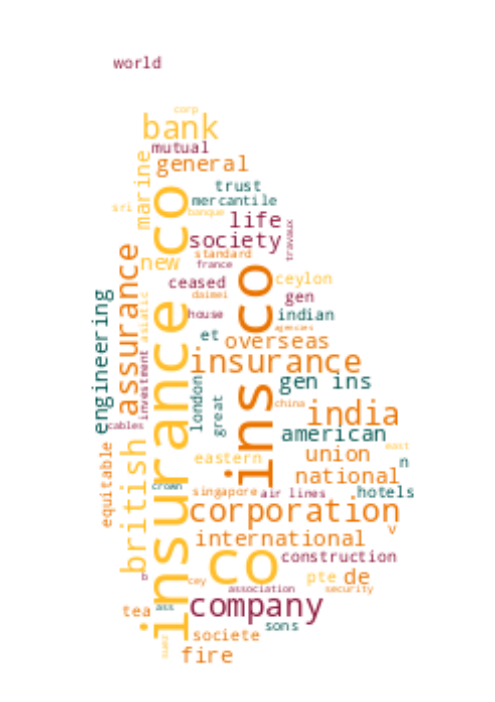 world
corp
bank
mutual
general
marine
trust
mercantile
sri
banque
life
travaux
society
standard
new
france
insurance co
assurance
ceased
ceylon
daimei
gen
asiatic
house
indian
agencies
engineering
et
overseas
ins co
insurance
investment
london
gen ins
great
china
india
cables
american
british
equitable
union
east
eastern
n
national
crown
singapore
air lines
hotels
corporation
v
international
construction
co
b
cey
pte
de
association
security
tea
ass
company
sons
societe
fire